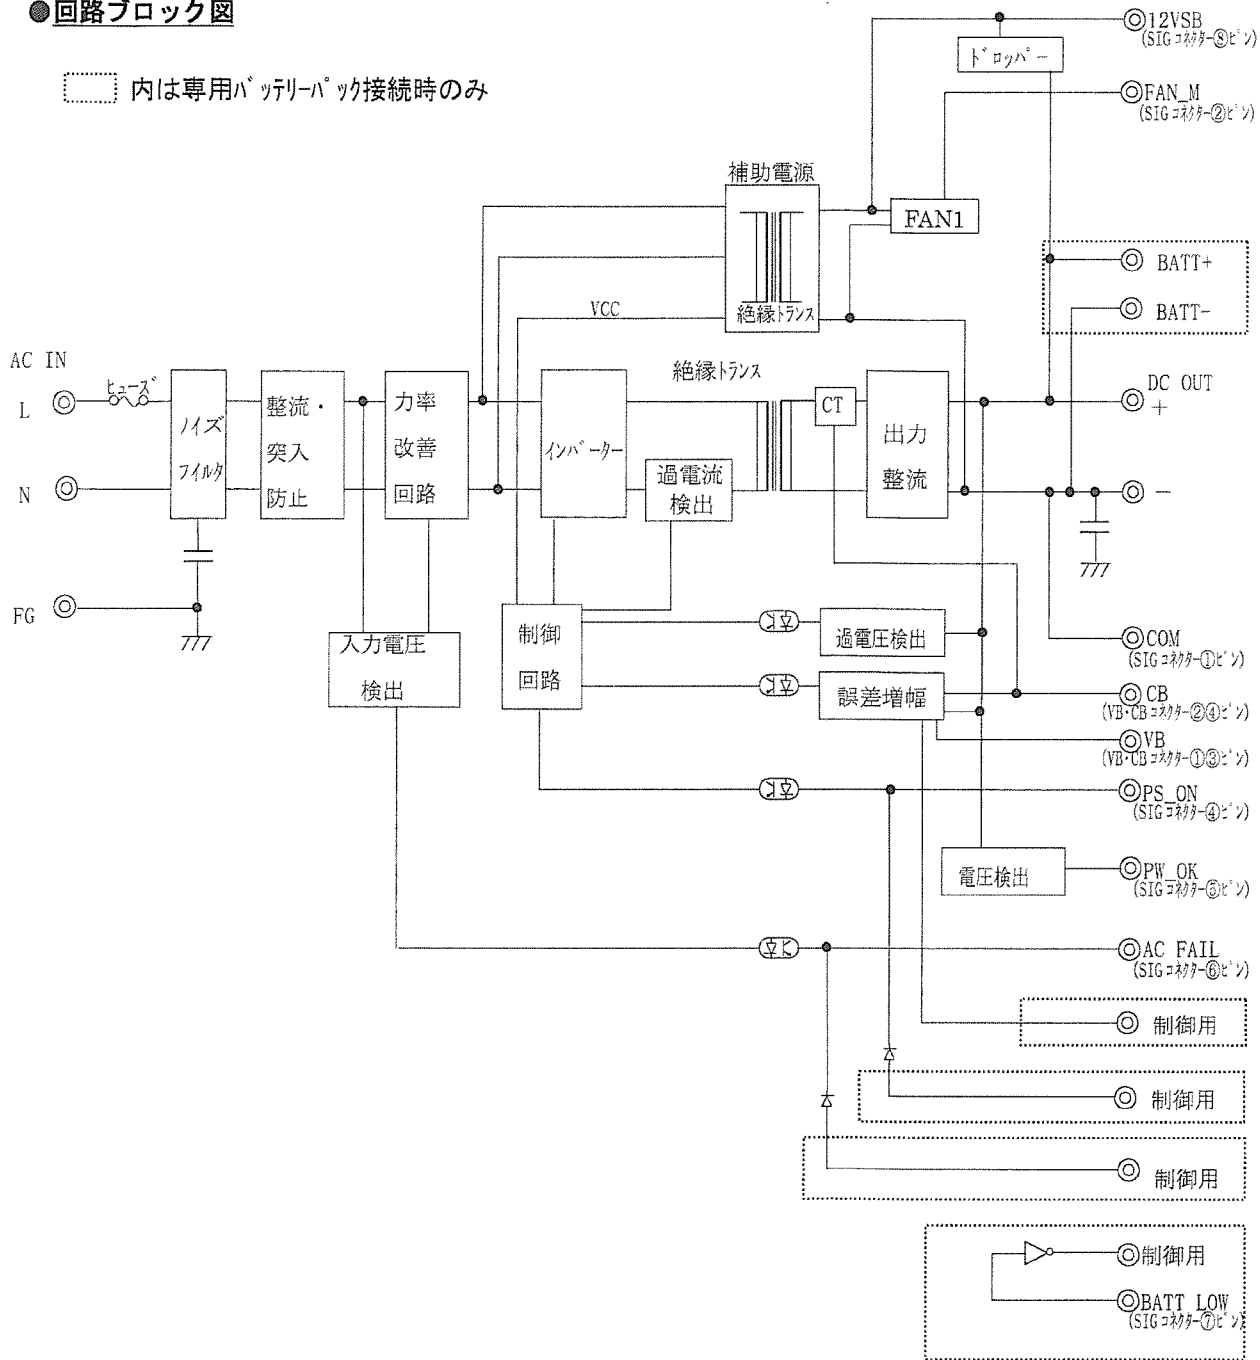 ●回路ブロック図
内は専用バッテリーパック接続時のみ
12VSB
(SIGコネクター⑧ピン)
ドロッパー
FAN_M
(SIGコネクター②ピン)
補助電源
FAN1
絶縁トランス
VCC
BATT+
BATT-
AC IN
L
ヒューズ
N
FG
ノイズ
フィルタ
整流・
突入
防止
力率
改善
回路
インバーター
過電流
検出
絶縁トランス
CT
出力
整流
DC OUT
+
-
入力電圧
検出
制御
回路
過電圧検出
誤差増幅
COM
(SIGコネクター①ピン)
CB
(VB・CBコネクター②④ピン)
VB
(VB・CBコネクター①③ピン)
PS_ON
(SIGコネクター④ピン)
電圧検出
PW_OK
(SIGコネクター⑤ピン)
AC FAIL
(SIGコネクター⑥ピン)
制御用
制御用
制御用
制御用
BATT LOW
(SIGコネクター⑦ピン)